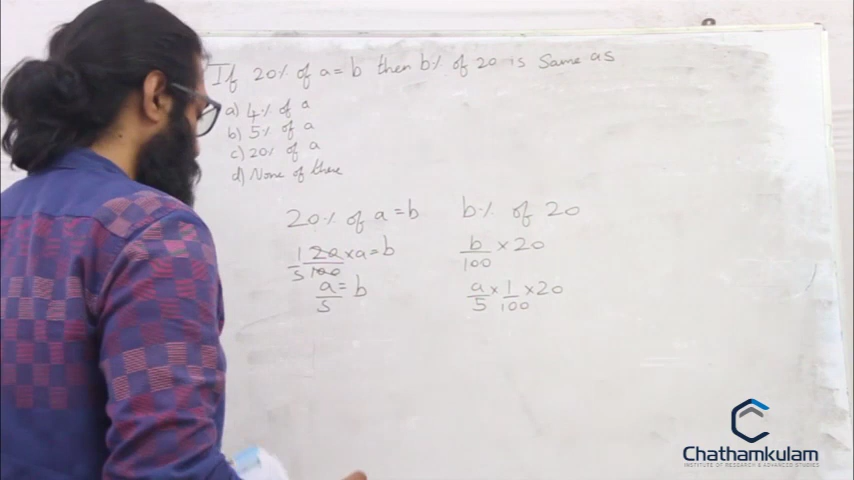 If 20% of a = b then b% of 20 is Same as
a) 4% of a
b) 5% of a
c) 20% of a
d) None of these
20% of a = b
1 20 × a = b
5 100
a = b
5
b% of 20
b × 20
100
a × 1 × 20
5 100
Chathamkulam
INSTITUTE OF RESEARCH & ADVANCED STUDIES